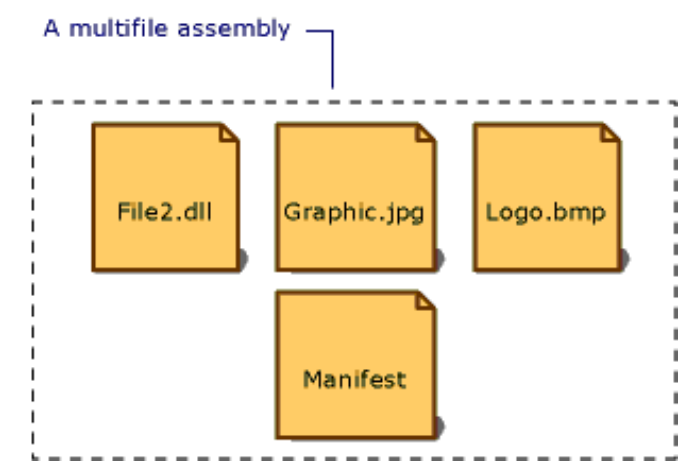 A multifile assembly
File2.dll
Graphic.jpg
Logo.bmp
Manifest